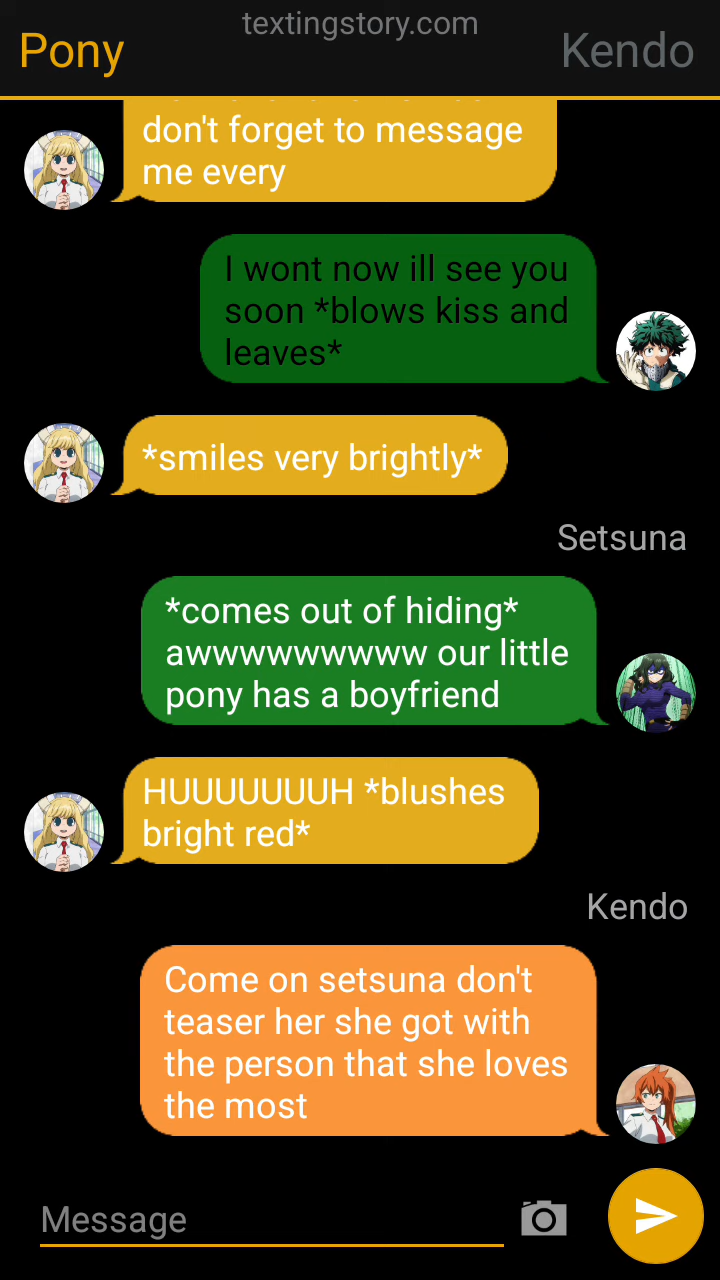 textingstory.com
Pony
Kendo
don't forget to message
me every
I wont now ill see you
soon *blows kiss and
leaves*
*smiles very brightly*
Setsuna
*comes out of hiding*
awwwwwwwww our little
pony has a boyfriend
HUUUUUUUH *blushes
bright red*
Kendo
Come on setsuna don't
teaser her she got with
the person that she loves
the most
Message